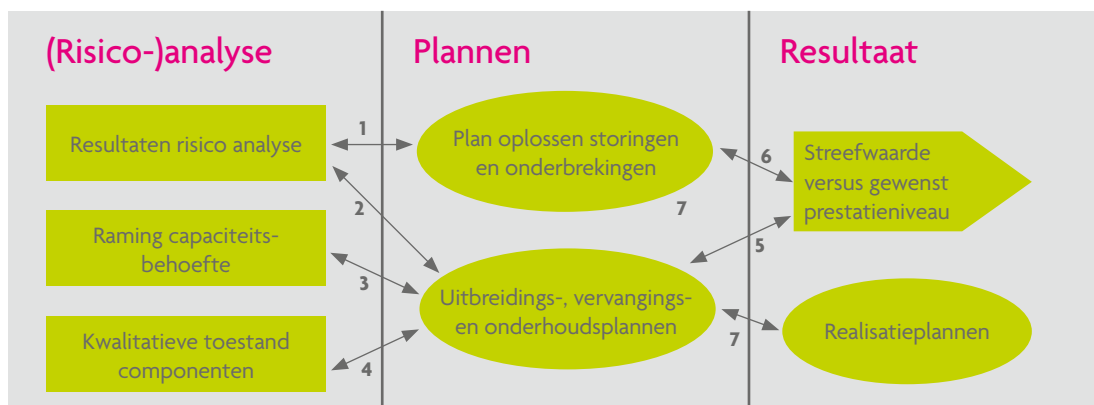 (Risico-)analyse
Plannen
Resultaat
Resultaten risico analyse
1
Plan oplossen storingen
en onderbrekingen
6
Streefwaarde
versus gewenst
prestatieniveau
2
7
Raming capaciteits-
behoefte
3
5
Uitbreidings-, vervangings-
en onderhoudsplannen
7
Realisatieplannen
Kwalitatieve toestand
componenten
4